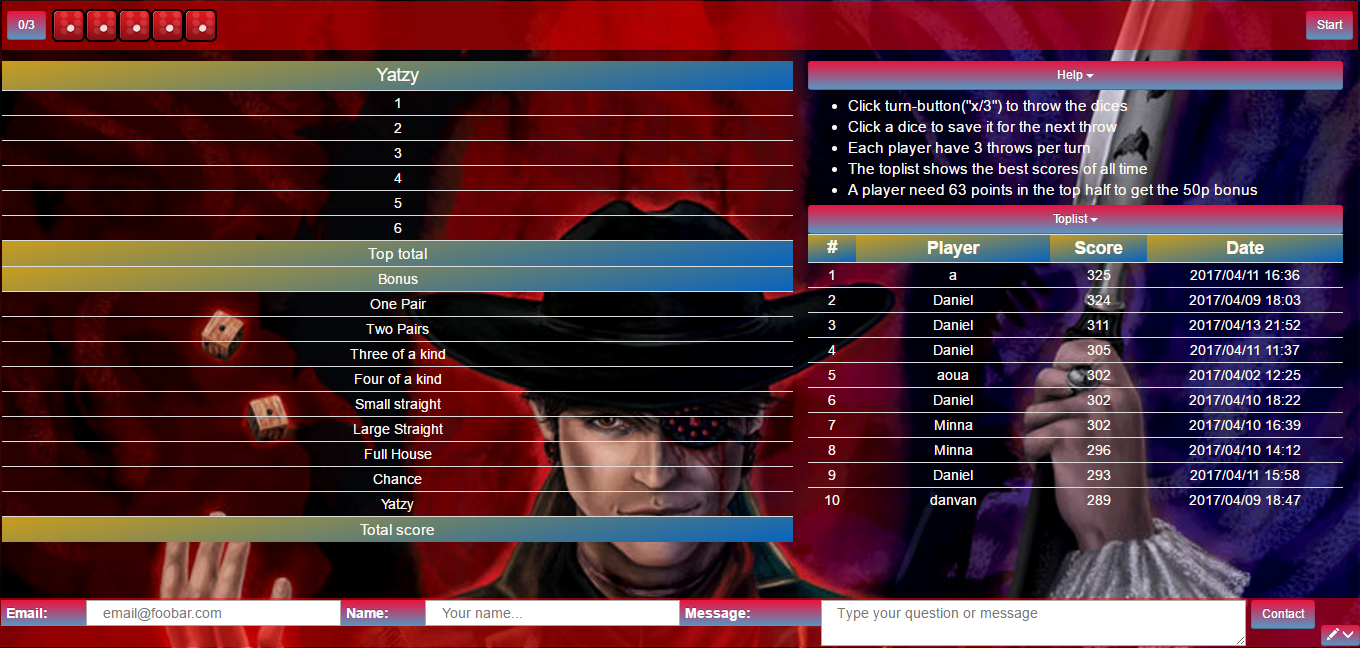 0/3
Start
Yatzy
1
2
3
4
5
6
Top total
Bonus
One Pair
Two Pairs
Three of a kind
Four of a kind
Small straight
Large Straight
Full House
Chance
Yatzy
Total score
Help
Click turn-button("x/3") to throw the dices
Click a dice to save it for the next throw
Each player have 3 throws per turn
The toplist shows the best scores of all time
A player need 63 points in the top half to get the 50p bonus
Toplist
# Player Score Date
1 a 325 2017/04/11 16:36
2 Daniel 324 2017/04/09 18:03
3 Daniel 311 2017/04/13 21:52
4 Daniel 305 2017/04/11 11:37
5 aoua 302 2017/04/02 12:25
6 Daniel 302 2017/04/10 18:22
7 Minna 302 2017/04/10 16:39
8 Minna 296 2017/04/10 14:12
9 Daniel 293 2017/04/11 15:58
10 danvan 289 2017/04/09 18:47
Email: email@foobar.com Name: Your name... Message: Type your question or message Contact